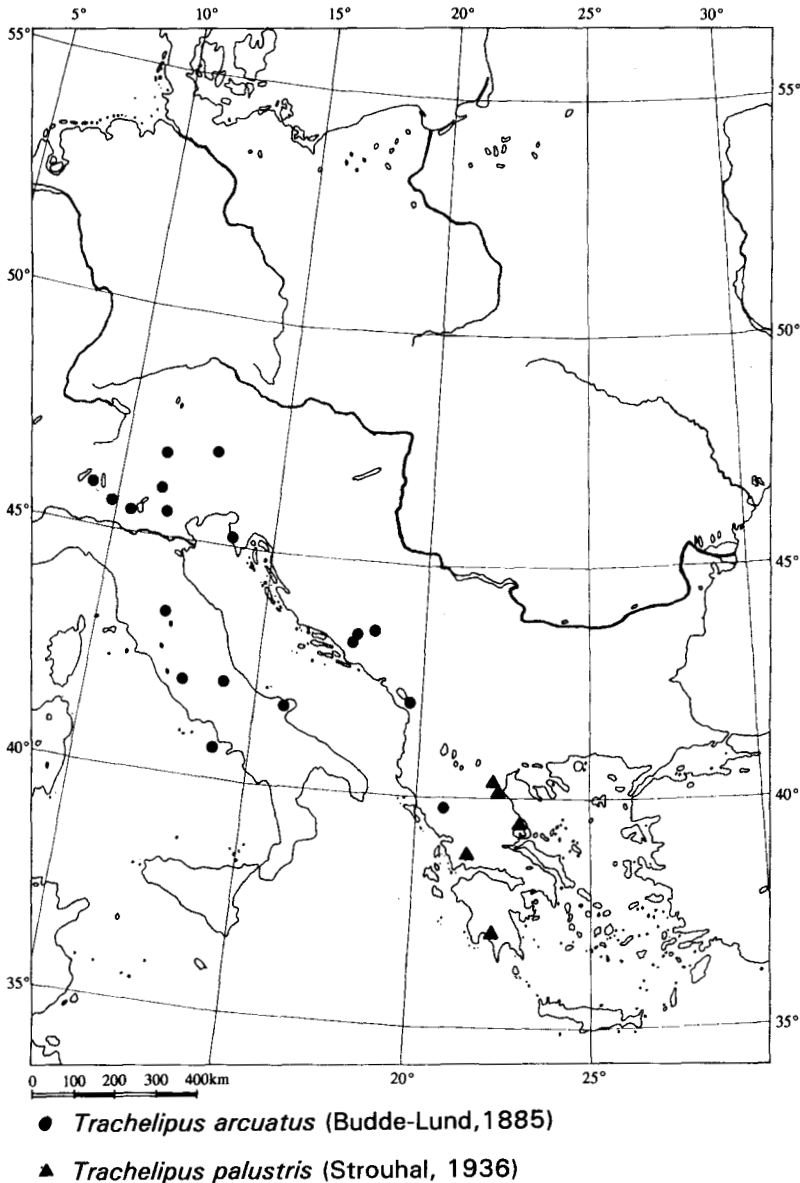 5° 10° 15° 20° 25° 30°
55°
55°
50°
50°
45°
45°
40°
40°
35°
35°
20° 25°
0 100 200 300 400km
Trachelipus arcuatus (Budde-Lund,1885)
Trachelipus palustris (Strouhal, 1936)